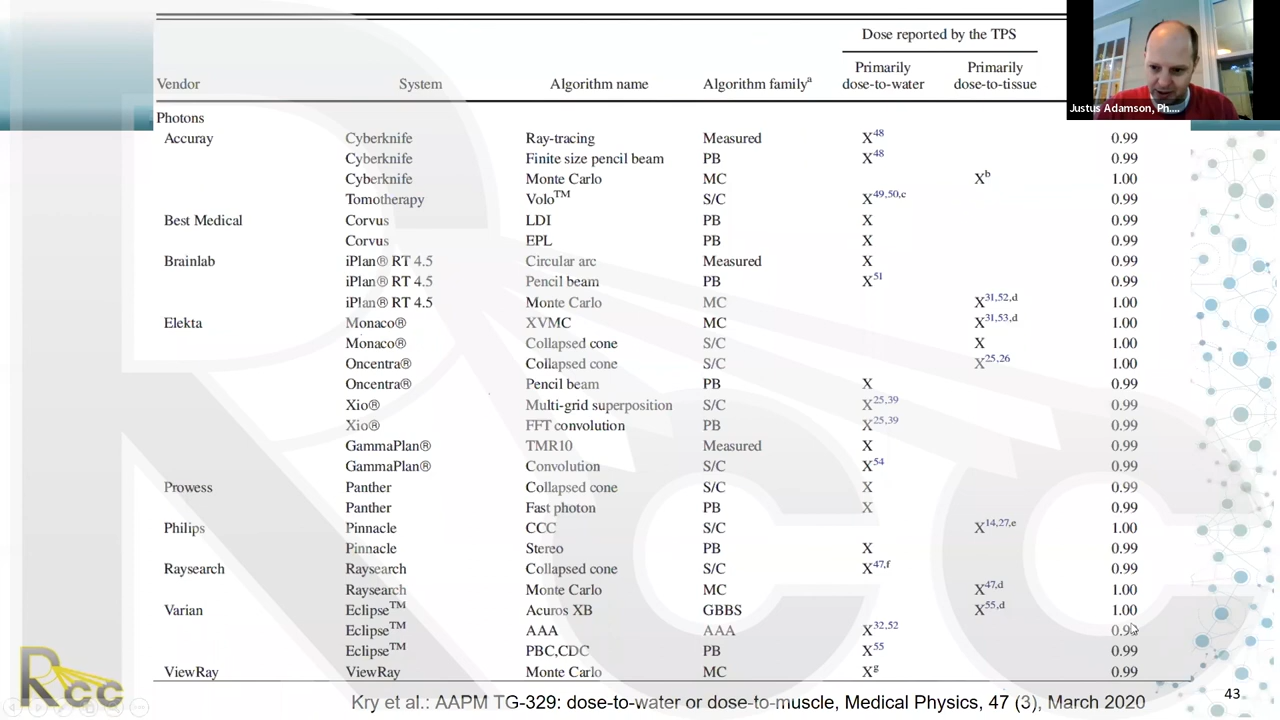 Dose reported by the TPS
Vendor System Algorithm name Algorithm familyᵃ Primarily dose-to-water Primarily dose-to-tissue
Photons
Accuray Cyberknife Ray-tracing Measured X48 0.99
Cyberknife Finite size pencil beam PB X48 0.99
Cyberknife Monte Carlo MC Xb 1.00
Tomotherapy Volo™ S/C X49,50,c 0.99
Best Medical Corvus LDI PB X 0.99
Corvus EPL PB X 0.99
Brainlab iPlan® RT 4.5 Circular arc Measured X 0.99
iPlan® RT 4.5 Pencil beam PB X51 0.99
iPlan® RT 4.5 Monte Carlo MC X31,52,d 1.00
Elekta Monaco® XVMC MC X31,53,d 1.00
Monaco® Collapsed cone S/C X 1.00
Oncentra® Collapsed cone S/C X25,26 1.00
Oncentra® Pencil beam PB X 0.99
Xio® Multi-grid superposition S/C X25,39 0.99
Xio® FFT convolution PB X25,39 0.99
GammaPlan® TMR10 Measured X 0.99
GammaPlan® Convolution S/C X54 0.99
Prowess Panther Collapsed cone S/C X 0.99
Panther Fast photon PB X 0.99
Philips Pinnacle CCC S/C X14,27,e 1.00
Pinnacle Stereo PB X 0.99
Raysearch Raysearch Collapsed cone S/C X47,f 0.99
Raysearch Monte Carlo MC X47,d 1.00
Varian Eclipse™ Acuros XB GBBS X55,d 1.00
Eclipse™ AAA AAA X32,52 0.99
Eclipse™ PBC,CDC PB X55 0.99
ViewRay ViewRay Monte Carlo MC Xg 0.99
Kry et al.: AAPM TG-329: dose-to-water or dose-to-muscle, Medical Physics, 47 (3), March 2020
43
Justus Adamson, Ph....
Rcc
RCC